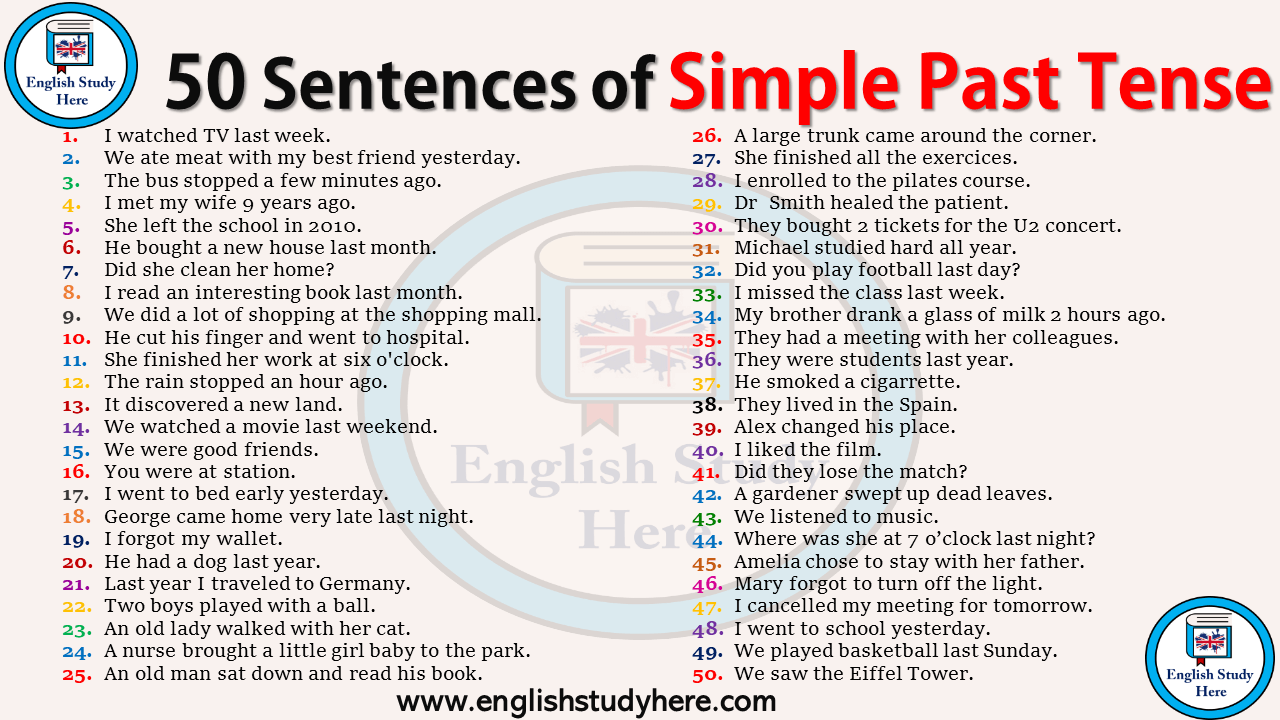 English Study
Here
50 Sentences of Simple Past Tense
1. I watched TV last week.
2. We ate meat with my best friend yesterday.
3. The bus stopped a few minutes ago.
4. I met my wife 9 years ago.
5. She left the school in 2010.
6. He bought a new house last month.
7. Did she clean her home?
8. I read an interesting book last month.
9. We did a lot of shopping at the shopping mall.
10. He cut his finger and went to hospital.
11. She finished her work at six o'clock.
12. The rain stopped an hour ago.
13. It discovered a new land.
14. We watched a movie last weekend.
15. We were good friends.
16. You were at station.
17. I went to bed early yesterday.
18. George came home very late last night.
19. I forgot my wallet.
20. He had a dog last year.
21. Last year I traveled to Germany.
22. Two boys played with a ball.
23. An old lady walked with her cat.
24. A nurse brought a little girl baby to the park.
25. An old man sat down and read his book.
26. A large trunk came around the corner.
27. She finished all the exercices.
28. I enrolled to the pilates course.
29. Dr Smith healed the patient.
30. They bought 2 tickets for the U2 concert.
31. Michael studied hard all year.
32. Did you play football last day?
33. I missed the class last week.
34. My brother drank a glass of milk 2 hours ago.
35. They had a meeting with her colleagues.
36. They were students last year.
37. He smoked a cigarrette.
38. They lived in the Spain.
39. Alex changed his place.
40. I liked the film.
41. Did they lose the match?
42. A gardener swept up dead leaves.
43. We listened to music.
44. Where was she at 7 o’clock last night?
45. Amelia chose to stay with her father.
46. Mary forgot to turn off the light.
47. I cancelled my meeting for tomorrow.
48. I went to school yesterday.
49. We played basketball last Sunday.
50. We saw the Eiffel Tower.
English Study
Here
www.englishstudyhere.com
English Study
Here